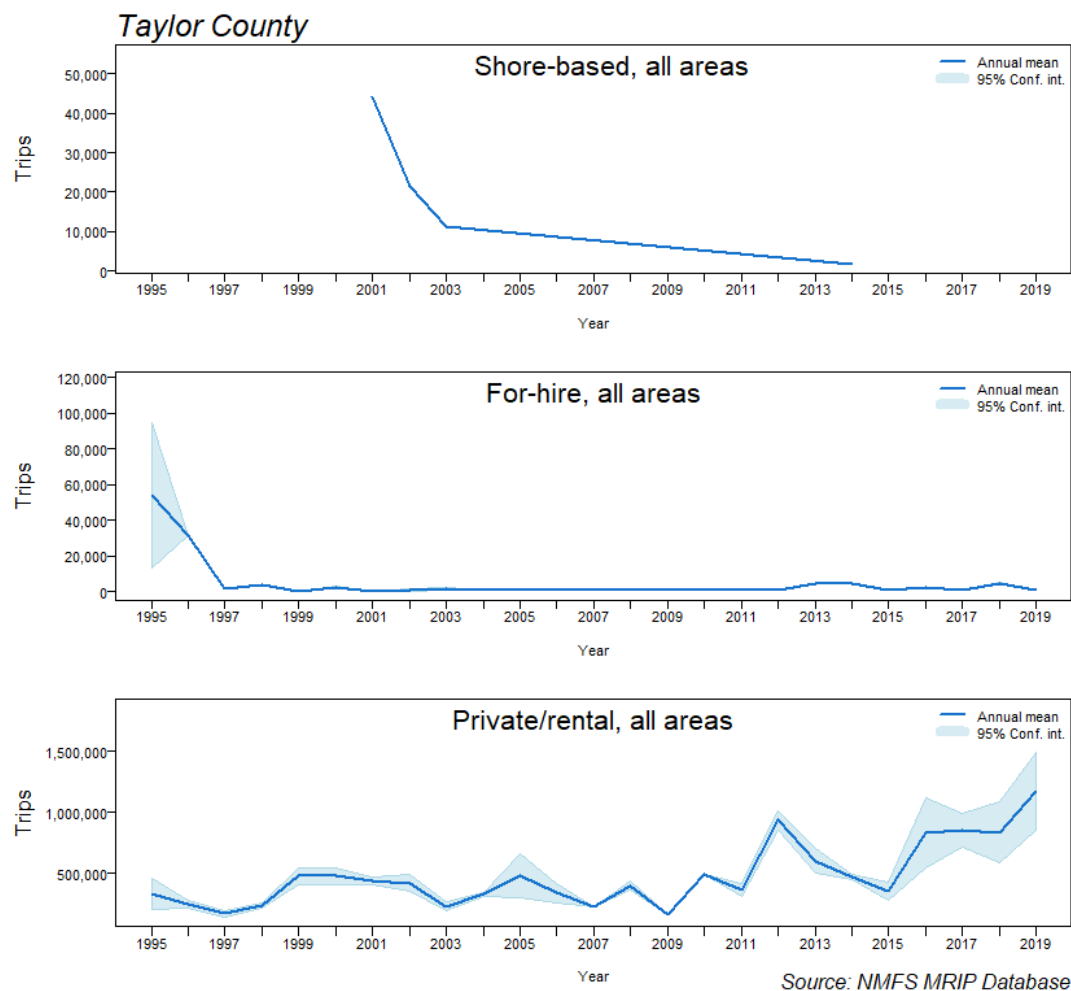 Taylor County
Shore-based, all areas
Annual mean
95% Conf. int.
Trips
50,000
40,000
30,000
20,000
10,000
0
1995 1997 1999 2001 2003 2005 2007 2009 2011 2013 2015 2017 2019
Year
For-hire, all areas
Annual mean
95% Conf. int.
Trips
120,000
100,000
80,000
60,000
40,000
20,000
0
1995 1997 1999 2001 2003 2005 2007 2009 2011 2013 2015 2017 2019
Year
Private/rental, all areas
Annual mean
95% Conf. int.
Trips
1,500,000
1,000,000
500,000
1995 1997 1999 2001 2003 2005 2007 2009 2011 2013 2015 2017 2019
Year
Source: NMFS MRIP Database